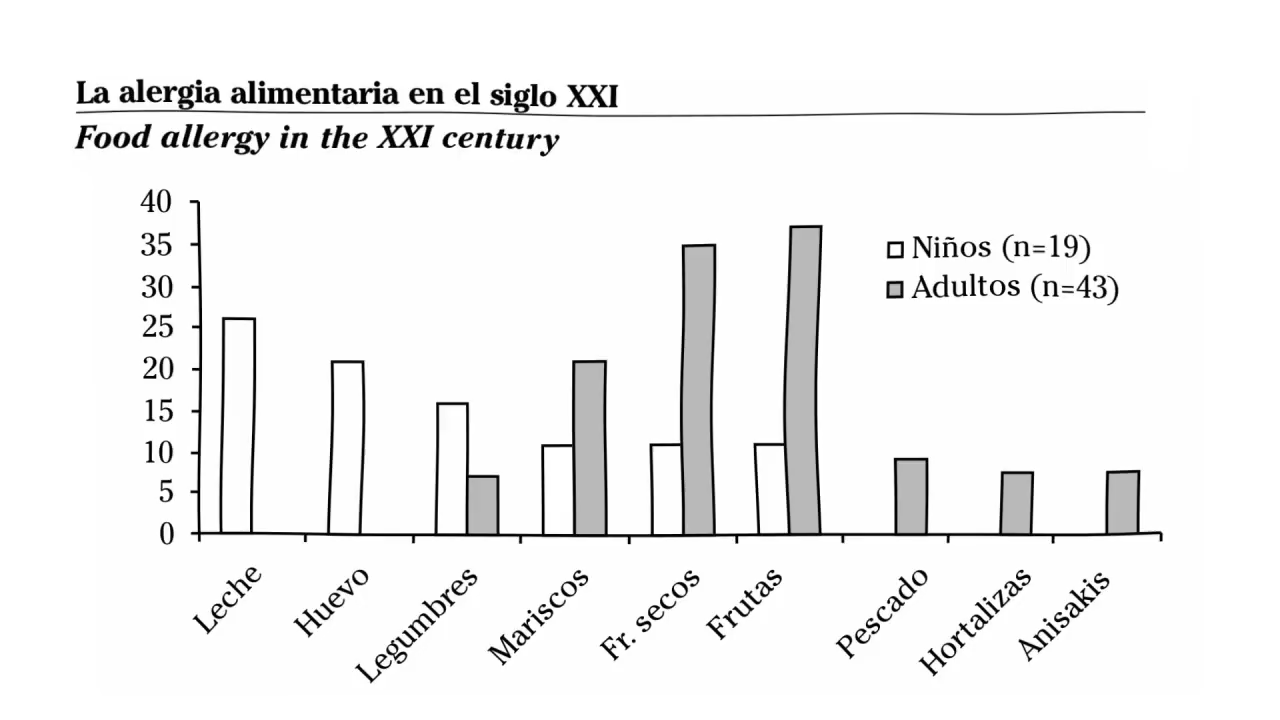 La alergia alimentaria en el siglo XXI
Food allergy in the XXI century
40
35
30
25
20
15
10
5
0
Niños (n=19)
Adultos (n=43)
Leche
Huevo
Legumbres
Mariscos
Fr. secos
Frutas
Pescado
Hortalizas
Anisakis